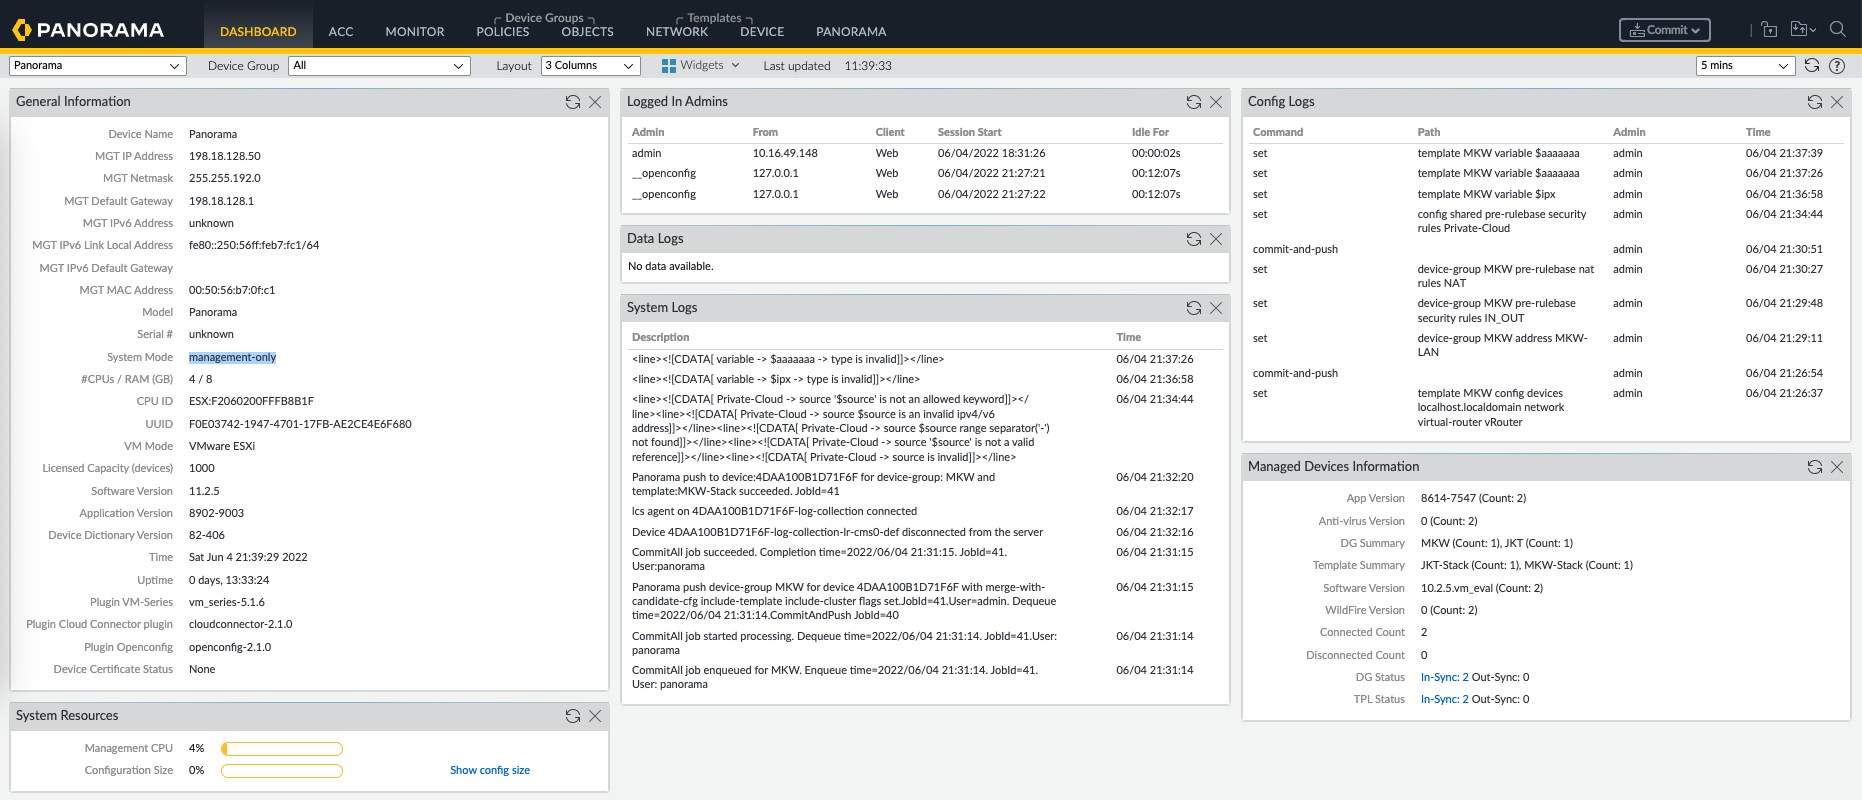 PANORAMA
Device Groups
Templates
DASHBOARD ACC MONITOR POLICIES OBJECTS NETWORK DEVICE PANORAMA
Commit
Panorama Device Group All Layout 3 Columns Widgets Last updated 11:39:33 5 mins
General Information
Device Name Panorama
MGT IP Address 198.18.128.50
MGT Netmask 255.255.192.0
MGT Default Gateway 198.18.128.1
MGT IPv6 Address unknown
MGT IPv6 Link Local Address fe80::250:56ff:feb7:fc1/64
MGT IPv6 Default Gateway
MGT MAC Address 00:50:56:b7:0f:c1
Model Panorama
Serial # unknown
System Mode management-only
#CPUs / RAM (GB) 4 / 8
CPU ID ESX:F2060200FFFB8B1F
UUID F0E03742-1947-4701-17FB-AE2CE4E6F680
VM Mode VMware ESXi
Licensed Capacity (devices) 1000
Software Version 11.2.5
Application Version 8902-9003
Device Dictionary Version 82-406
Time Sat Jun 4 21:39:29 2022
Uptime 0 days, 13:33:24
Plugin VM-Series vm_series-5.1.6
Plugin Cloud Connector plugin cloudconnector-2.1.0
Plugin Openconfig openconfig-2.1.0
Device Certificate Status None
System Resources
Management CPU 4%
Configuration Size 0% Show config size
Logged In Admins
Admin From Client Session Start Idle For
admin 10.16.49.148 Web 06/04/2022 18:31:26 00:00:02s
__openconfig 127.0.0.1 Web 06/04/2022 21:27:21 00:12:07s
__openconfig 127.0.0.1 Web 06/04/2022 21:27:22 00:12:07s
Data Logs
No data available.
System Logs
Description Time
<line><![CDATA[ variable -> $aaaaaaa -> type is invalid]]></line> 06/04 21:37:26
<line><![CDATA[ variable -> $ipx -> type is invalid]]></line> 06/04 21:36:58
<line><![CDATA[ Private-Cloud -> source '$source' is not an allowed keyword]]></ 06/04 21:34:44
line><line><![CDATA[ Private-Cloud -> source $source is an invalid ipv4/v6
address]]></line><line><![CDATA[ Private-Cloud -> source $source range separator('-')
not found]]></line><line><![CDATA[ Private-Cloud -> source '$source' is not a valid
reference]]></line><line><![CDATA[ Private-Cloud -> source is invalid]]></line>
Panorama push to device:4DAA100B1D71F6F for device-group: MKW and 06/04 21:32:20
template:MKW-Stack succeeded. JobId=41
lcs agent on 4DAA100B1D71F6F-log-collection connected 06/04 21:32:17
Device 4DAA100B1D71F6F-log-collection-lr-cms0-def disconnected from the server 06/04 21:32:16
CommitAll job succeeded. Completion time=2022/06/04 21:31:15. JobId=41. 06/04 21:31:15
User:panorama
Panorama push device-group MKW for device 4DAA100B1D71F6F with merge-with- 06/04 21:31:15
candidate-cfg include-template include-cluster flags set.JobId=41.User=admin. Dequeue
time=2022/06/04 21:31:14.CommitAndPush JobId=40
CommitAll job started processing. Dequeue time=2022/06/04 21:31:14. JobId=41.User: 06/04 21:31:14
panorama
CommitAll job enqueued for MKW. Enqueue time=2022/06/04 21:31:14. JobId=41. 06/04 21:31:14
User: panorama
Config Logs
Command Path Admin Time
set template MKW variable $aaaaaaa admin 06/04 21:37:39
set template MKW variable $aaaaaaa admin 06/04 21:37:26
set template MKW variable $ipx admin 06/04 21:36:58
set config shared pre-rulebase security admin 06/04 21:34:44
rules Private-Cloud
commit-and-push admin 06/04 21:30:51
set device-group MKW pre-rulebase nat admin 06/04 21:30:27
rules NAT
set device-group MKW pre-rulebase admin 06/04 21:29:48
security rules IN_OUT
set device-group MKW address MKW- admin 06/04 21:29:11
LAN
commit-and-push admin 06/04 21:26:54
set template MKW config devices admin 06/04 21:26:37
localhost.localdomain network
virtual-router vRouter
Managed Devices Information
App Version 8614-7547 (Count: 2)
Anti-virus Version 0 (Count: 2)
DG Summary MKW (Count: 1), JKT (Count: 1)
Template Summary JKT-Stack (Count: 1), MKW-Stack (Count: 1)
Software Version 10.2.5.vm_eval (Count: 2)
WildFire Version 0 (Count: 2)
Connected Count 2
Disconnected Count 0
DG Status In-Sync: 2 Out-Sync: 0
TPL Status In-Sync: 2 Out-Sync: 0